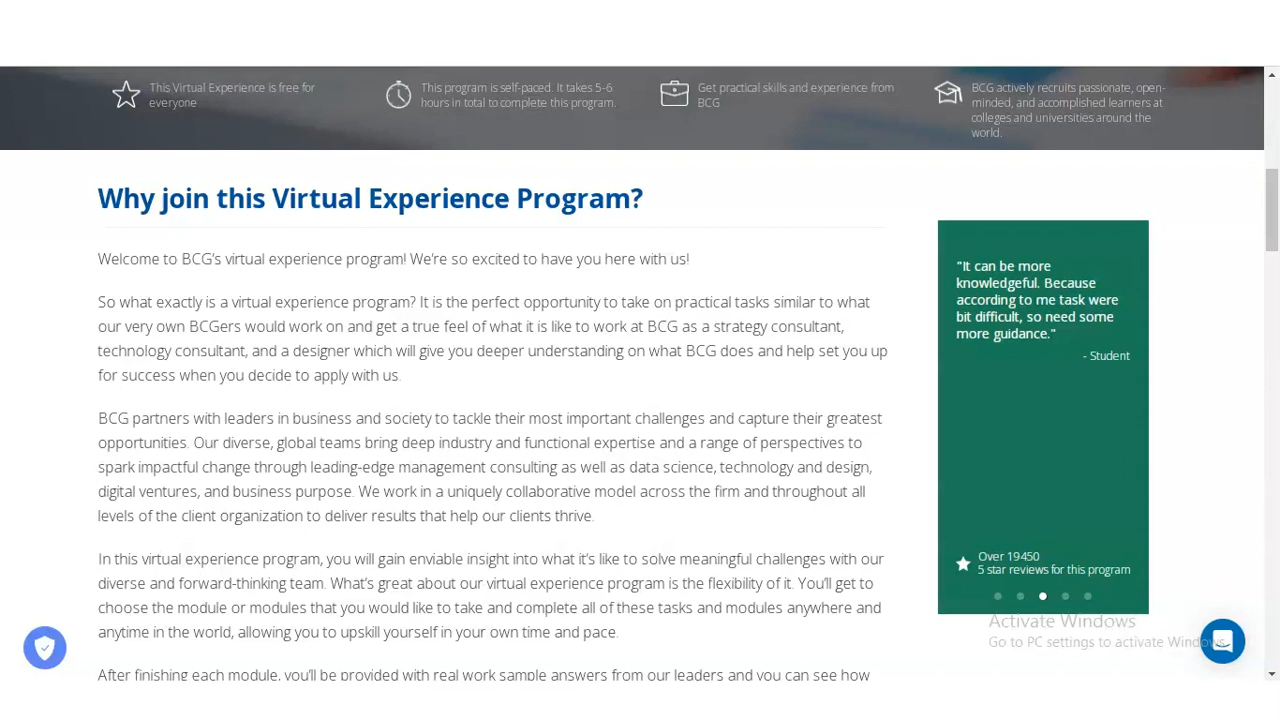 This Virtual Experience is free for
everyone
This program is self-paced. It takes 5-6
hours in total to complete this program.
Get practical skills and experience from
BCG
BCG actively recruits passionate, open-
minded, and accomplished learners at
colleges and universities around the
world.
Why join this Virtual Experience Program?
Welcome to BCG's virtual experience program! We're so excited to have you here with us!
So what exactly is a virtual experience program? It is the perfect opportunity to take on practical tasks similar to what
our very own BCGers would work on and get a true feel of what it is like to work at BCG as a strategy consultant,
technology consultant, and a designer which will give you deeper understanding on what BCG does and help set you up
for success when you decide to apply with us.
BCG partners with leaders in business and society to tackle their most important challenges and capture their greatest
opportunities. Our diverse, global teams bring deep industry and functional expertise and a range of perspectives to
spark impactful change through leading-edge management consulting as well as data science, technology and design,
digital ventures, and business purpose. We work in a uniquely collaborative model across the firm and throughout all
levels of the client organization to deliver results that help our clients thrive.
In this virtual experience program, you will gain enviable insight into what it's like to solve meaningful challenges with our
diverse and forward-thinking team. What's great about our virtual experience program is the flexibility of it. You'll get to
choose the module or modules that you would like to take and complete all of these tasks and modules anywhere and
anytime in the world, allowing you to upskill yourself in your own time and pace.
After finishing each module, you'll be provided with real work sample answers from our leaders and you can see how
"It can be more
knowledgeful. Because
according to me task were
bit difficult, so need some
more guidance."
- Student
Over 19450
5 star reviews for this program
Activate Windows
Go to PC settings to activate Windows.